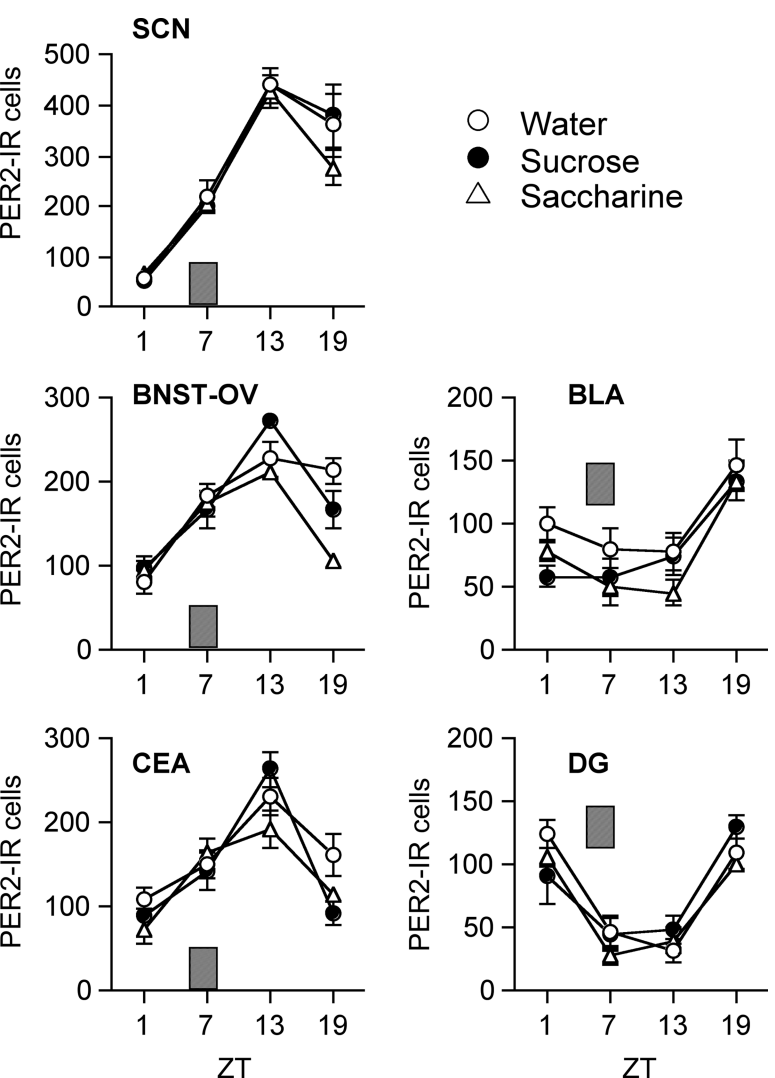 SCN
PER2-IR cells
500
400
300
200
100
0
1 7 13 19
Water
Sucrose
Saccharine
BNST-OV
PER2-IR cells
300
200
100
0
1 7 13 19
BLA
PER2-IR cells
200
150
100
50
0
1 7 13 19
CEA
PER2-IR cells
300
200
100
0
1 7 13 19
ZT
DG
PER2-IR cells
200
150
100
50
0
1 7 13 19
ZT